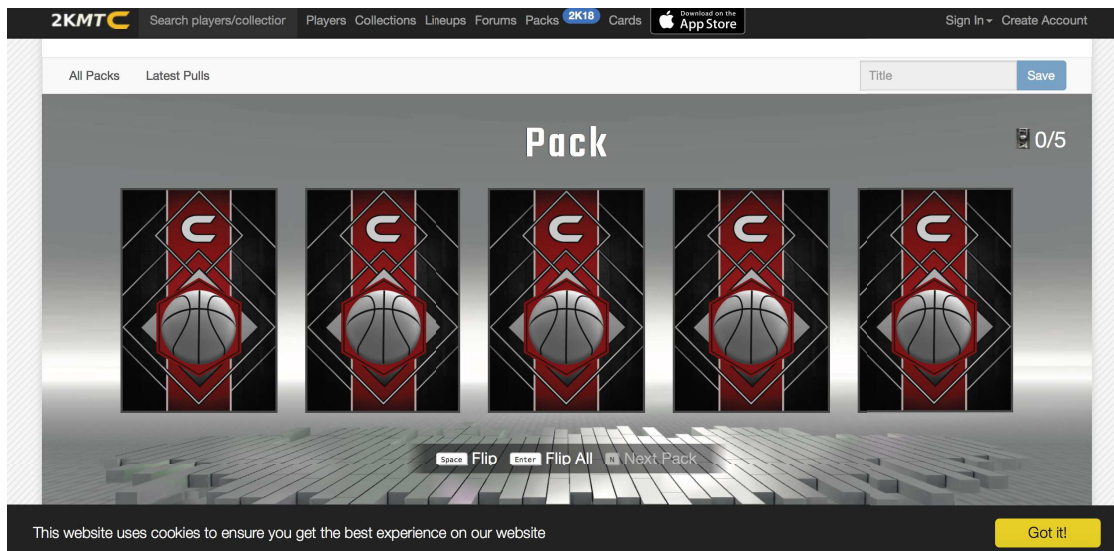 2KMTC Search players/collection Players Collections Lineups Forums Packs 2K18 Cards Download on the App Store Sign In Create Account
All Packs Latest Pulls Title Save
Pack
0/5
Space Flip Enter Flip All N Next Pack
This website uses cookies to ensure you get the best experience on our website Got it!